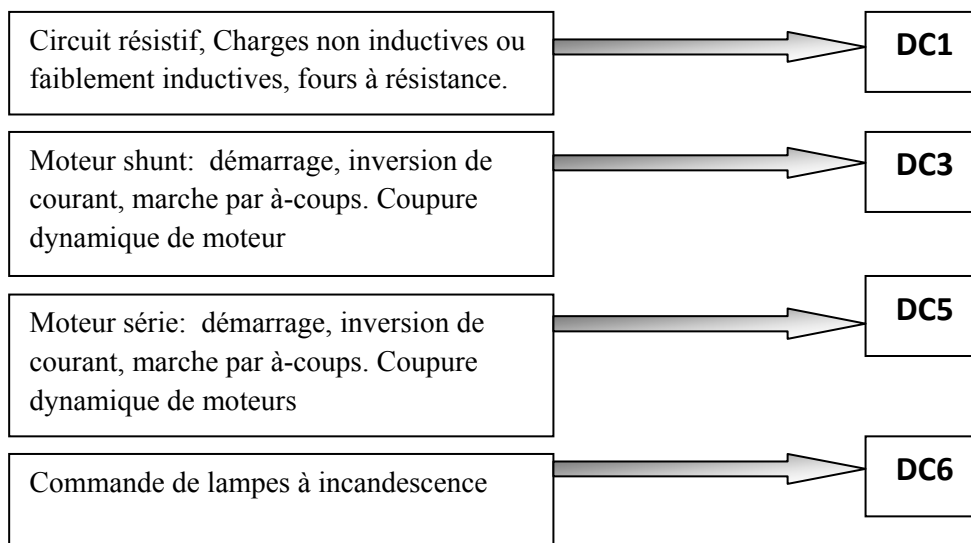 Circuit résistif, Charges non inductives ou
faiblement inductives, fours à résistance.
DC1
Moteur shunt: démarrage, inversion de
courant, marche par à-coups. Coupure
dynamique de moteur
DC3
Moteur série: démarrage, inversion de
courant, marche par à-coups. Coupure
dynamique de moteurs
DC5
Commande de lampes à incandescence
DC6